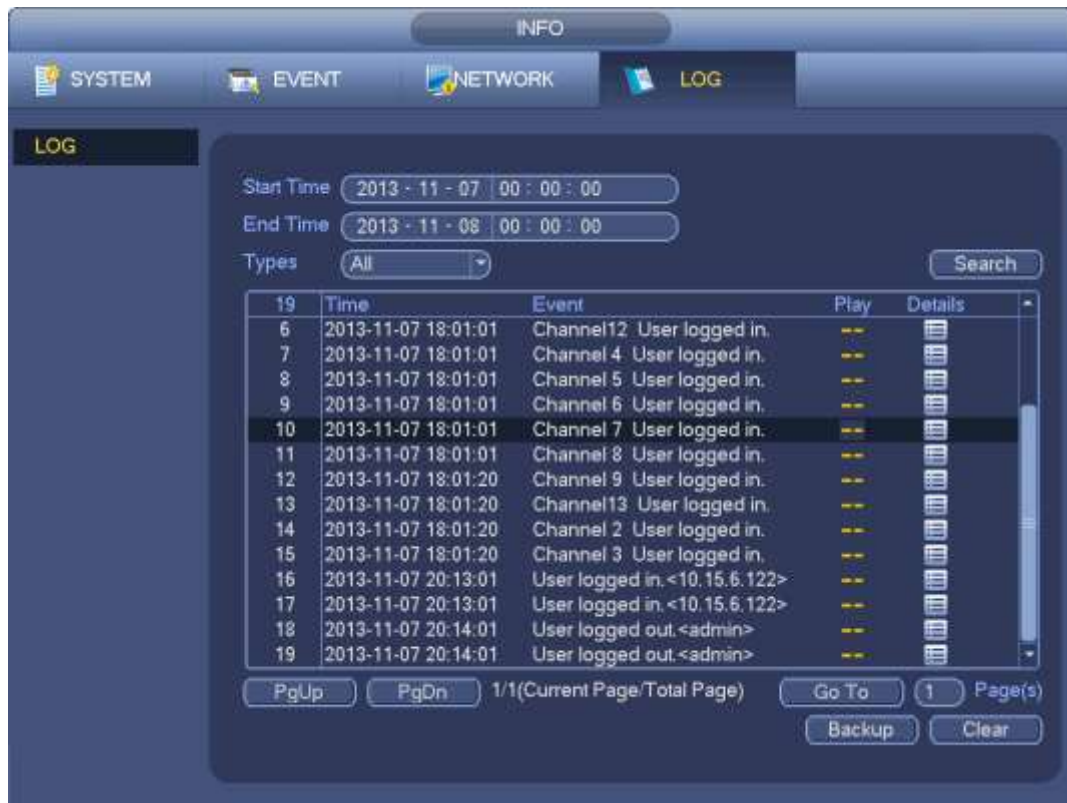 INFO
SYSTEM EVENT NETWORK LOG
LOG
Start Time 2013 - 11 - 07 00 : 00 : 00
End Time 2013 - 11 - 08 00 : 00 : 00
Types All Search
19 Time Event Play Details
6 2013-11-07 18:01:01 Channel12 User logged in. --
7 2013-11-07 18:01:01 Channel 4 User logged in. --
8 2013-11-07 18:01:01 Channel 5 User logged in. --
9 2013-11-07 18:01:01 Channel 6 User logged in. --
10 2013-11-07 18:01:01 Channel 7 User logged in. --
11 2013-11-07 18:01:01 Channel 8 User logged in. --
12 2013-11-07 18:01:20 Channel 9 User logged in. --
13 2013-11-07 18:01:20 Channel13 User logged in. --
14 2013-11-07 18:01:20 Channel 2 User logged in. --
15 2013-11-07 18:01:20 Channel 3 User logged in. --
16 2013-11-07 20:13:01 User logged in.<10.15.6.122> --
17 2013-11-07 20:13:01 User logged in.<10.15.6.122> --
18 2013-11-07 20:14:01 User logged out.<admin> --
19 2013-11-07 20:14:01 User logged out.<admin> --
PgUp PgDn 1/1(Current Page/Total Page) Go To 1 Page(s)
Backup Clear